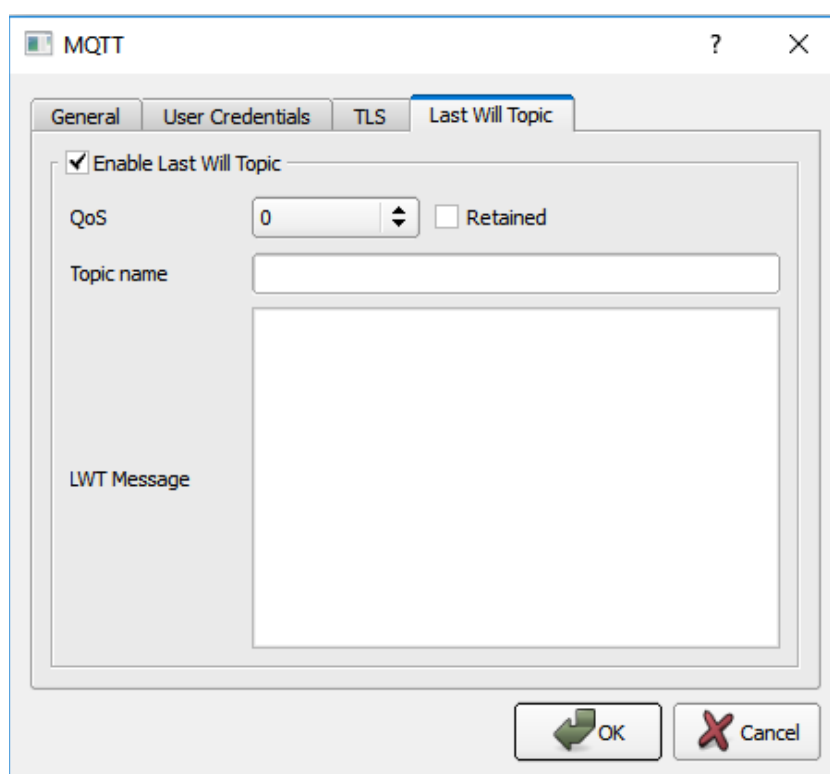 MQTT ?
General User Credentials TLS Last Will Topic
Enable Last Will Topic
QoS 0 Retained
Topic name
LWT Message
OK Cancel